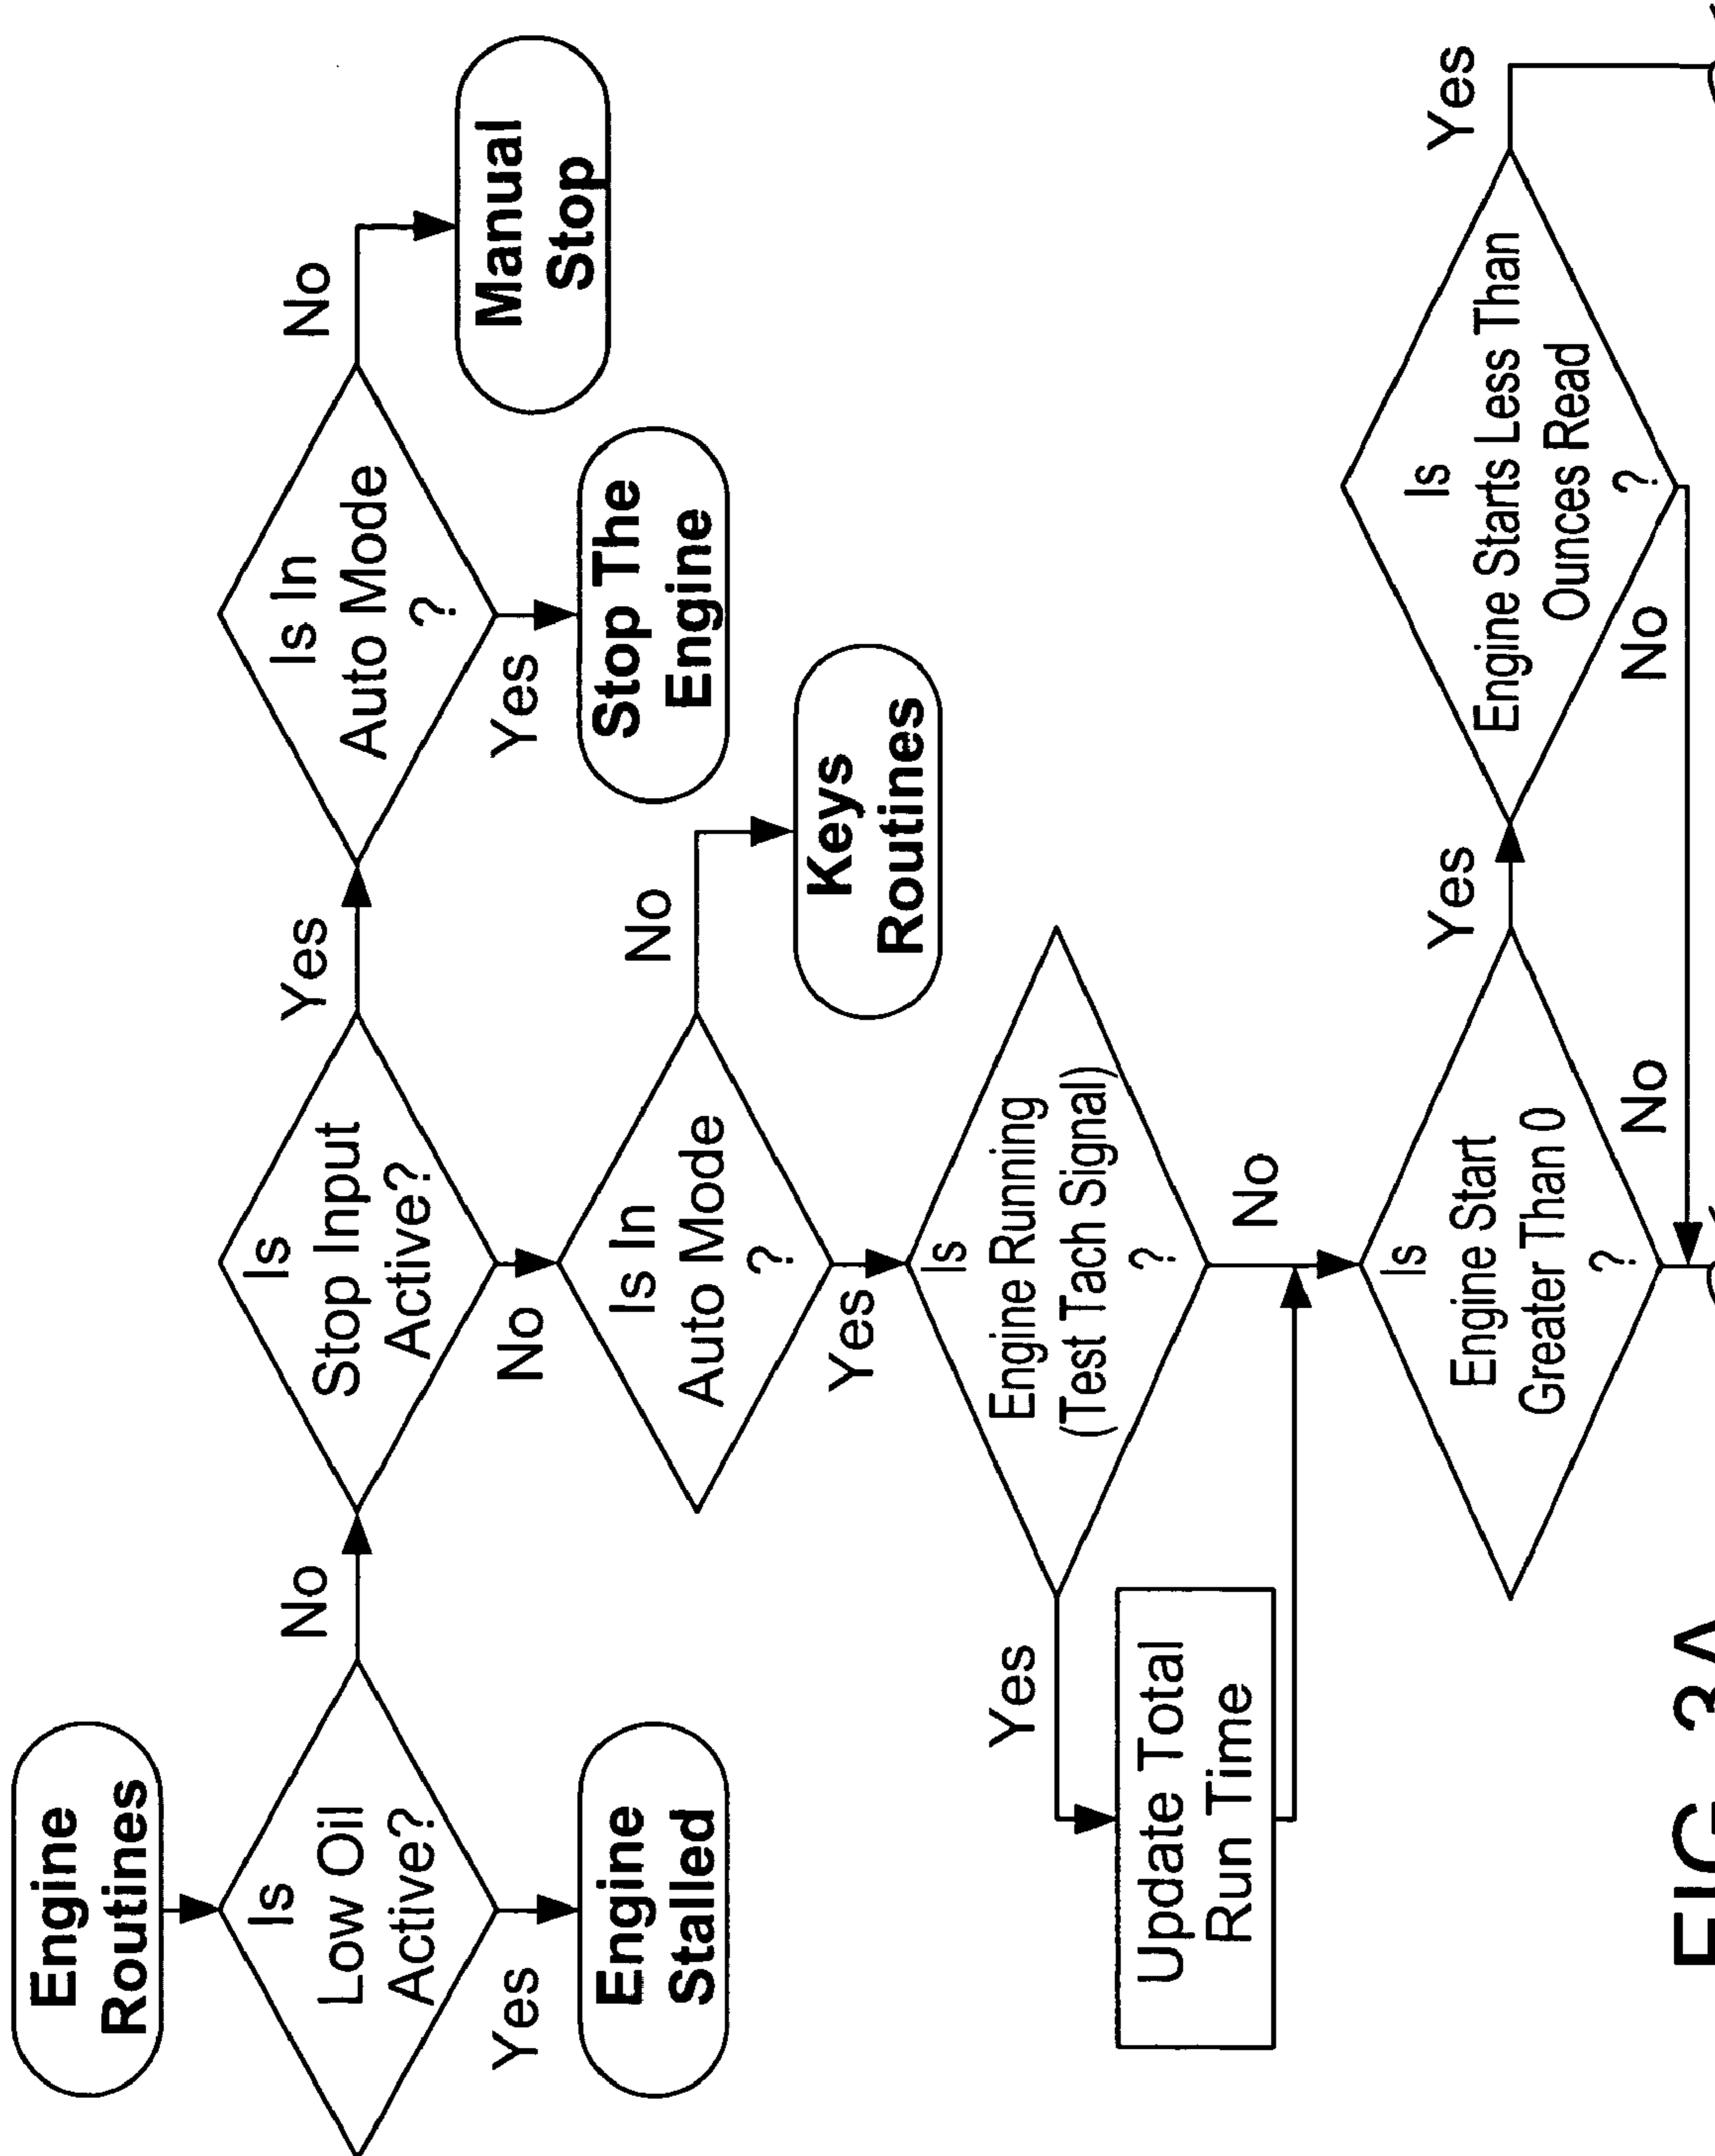 Engine
Routines
Is
Low Oil
Active?
No
Yes
Engine
Stalled
Is
Stop Input
Active?
Yes
No
Is In
Auto Mode
?
No
Yes
Manual
Stop
Stop The
Engine
Is In
Auto Mode
?
No
Yes
Keys
Routines
Is
Engine Running
(Test Tach Signal)
?
Yes
No
Update Total
Run Time
Is
Engine Start
Greater Than 0
?
Yes
No
Is
Engine Starts Less Than
Ounces Read
?
Yes
No
FIG. 3A